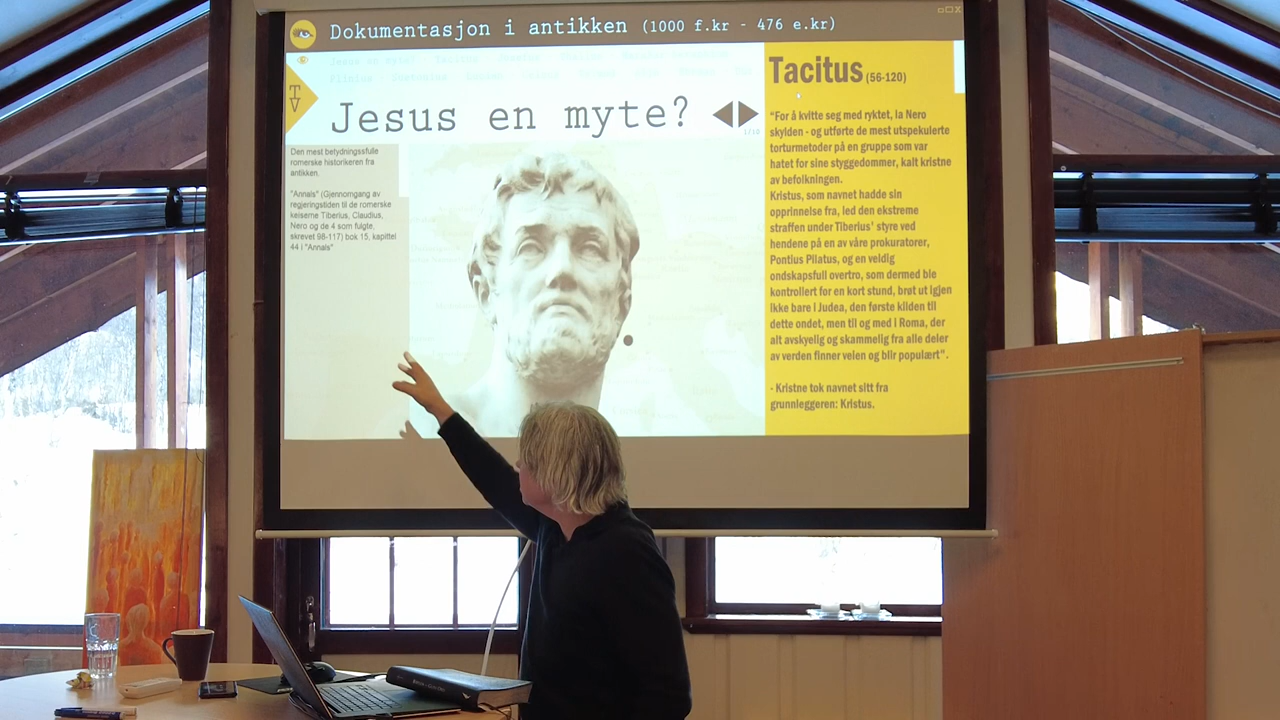 Dokumentasjon i antikken (1000 f.kr - 476 e.kr)
TV
Jesus en myte?
1/10
Den mest betydningssfulle
romerske historikeren fra
antikken.
"Annals" (Gjennomgang av
regjeringstiden til de romerske
keiserne Tiberius, Claudius,
Nero og de 4 som fulgte,
skrevet 98-117) bok 15, kapittel
44 i "Annals"
Tacitus (56-120)
"For å kvitte seg med ryktet, la Nero
skylden - og utførte de mest utspekulerte
torturmetoder på en gruppe som var
hatet for sine styggedommer, kalt kristne
av befolkningen.
Kristus, som navnet hadde sin
opprinnelse fra, led den ekstreme
straffen under Tiberius' styre ved
hendene på en av våre prokuratorer,
Pontius Pilatus, og en veldig
ondskapsfull overtro, som dermed ble
kontrollert for en kort stund, brøt ut igjen
ikke bare i Judea, den første kilden til
dette ondet, men til og med i Roma, der
alt avskyelig og skammelig fra alle deler
av verden finner veien og blir populært".
- Kristne tok navnet sitt fra
grunnleggeren: Kristus.